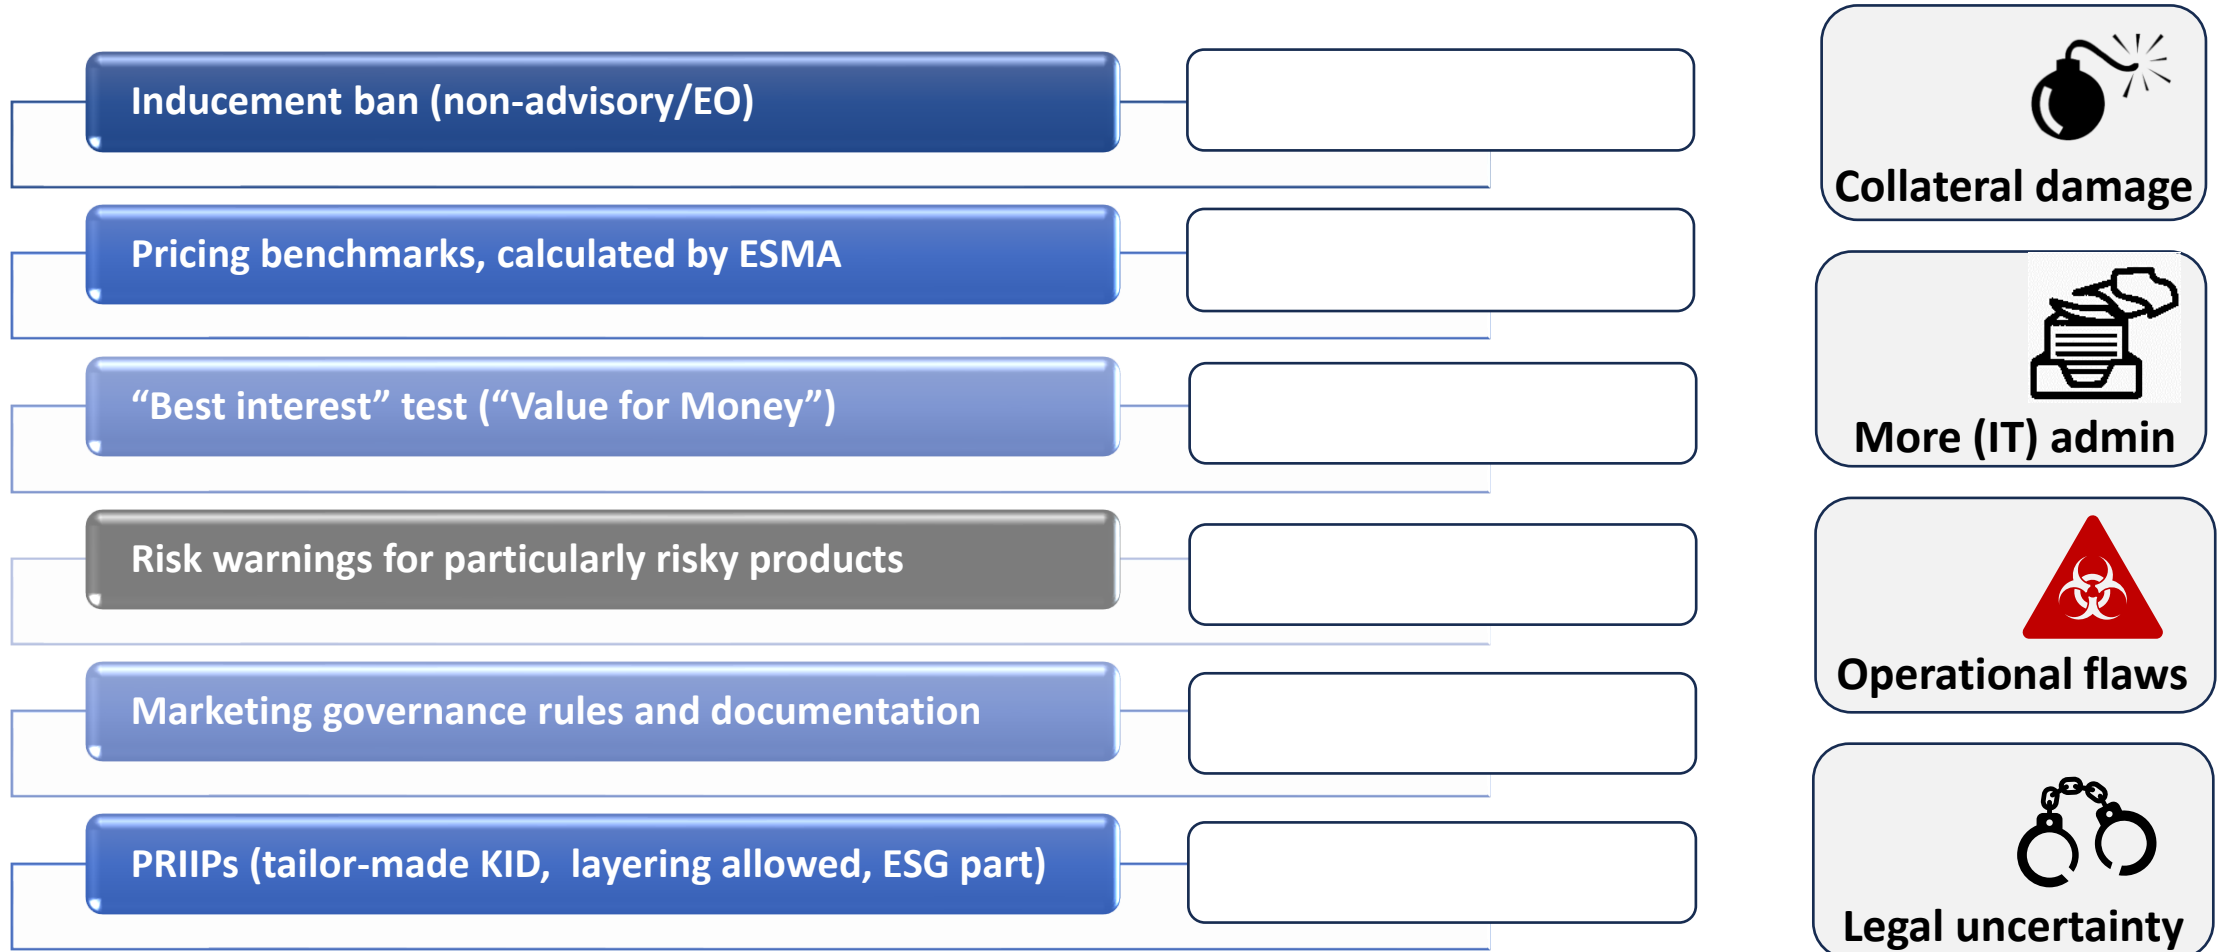 Inducement ban (non-advisory/EO)
Pricing benchmarks, calculated by ESMA
“Best interest” test (“Value for Money”)
Risk warnings for particularly risky products
Marketing governance rules and documentation
PRIIPs (tailor-made KID,  layering allowed, ESG part)
Collateral damage
More (IT) admin
Operational flaws
Legal uncertainty